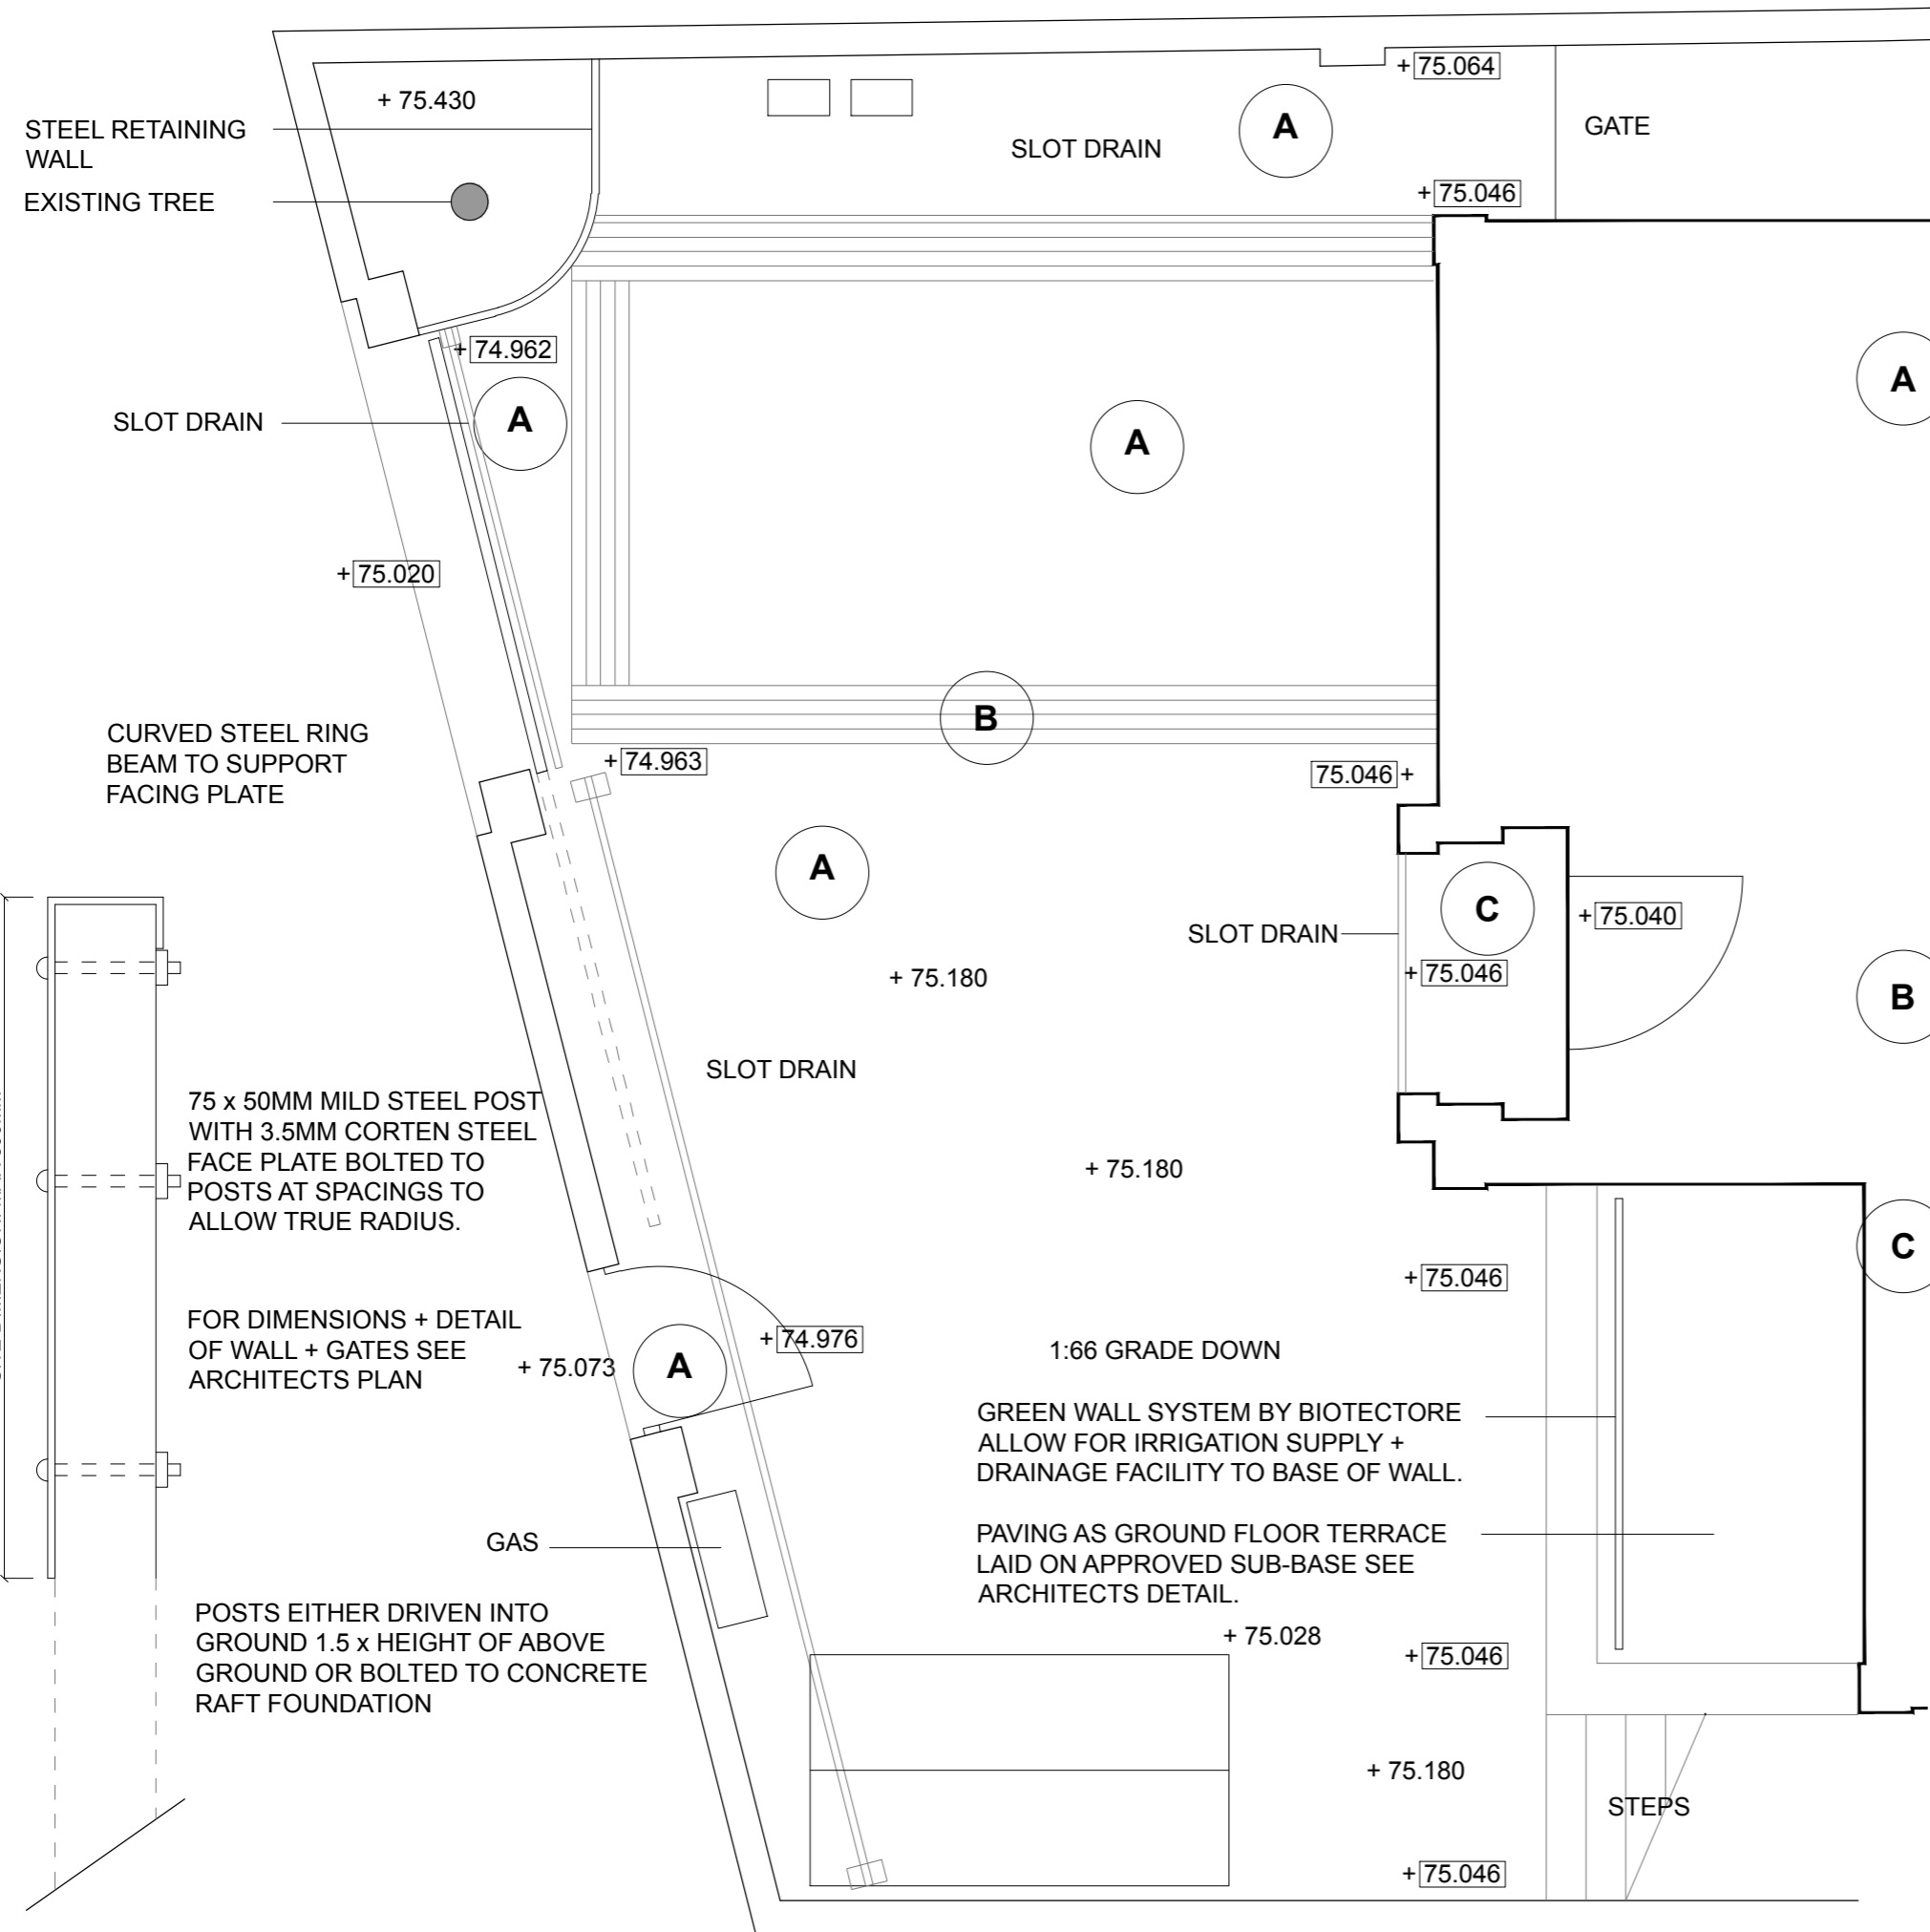 + 75.064
+ 75.430
STEEL RETAINING
WALL
A
GATE
SLOT DRAIN
EXISTING TREE
+ 75.046
+ 74.962
A
SLOT DRAIN
A
A
+ 75.020
CURVED STEEL RING
BEAM TO SUPPORT
FACING PLATE
B
+ 74.963
75.046 +
A
C
+ 75.040
SLOT DRAIN
+ 75.046
+ 75.180
B
SLOT DRAIN
75 x 50MM MILD STEEL POST
WITH 3.5MM CORTEN STEEL
FACE PLATE BOLTED TO
POSTS AT SPACINGS TO
ALLOW TRUE RADIUS.
+ 75.180
C
+ 75.046
FOR DIMENSIONS + DETAIL
OF WALL + GATES SEE
ARCHITECTS PLAN
+ 75.073
A
+ 74.976
1:66 GRADE DOWN
GREEN WALL SYSTEM BY BIOTECTORE
ALLOW FOR IRRIGATION SUPPLY +
DRAINAGE FACILITY TO BASE OF WALL.
GAS
PAVING AS GROUND FLOOR TERRACE
LAID ON APPROVED SUB-BASE SEE
ARCHITECTS DETAIL.
POSTS EITHER DRIVEN INTO
GROUND 1.5 x HEIGHT OF ABOVE
GROUND OR BOLTED TO CONCRETE
RAFT FOUNDATION
+ 75.028
+ 75.046
+ 75.180
STEPS
+ 75.046